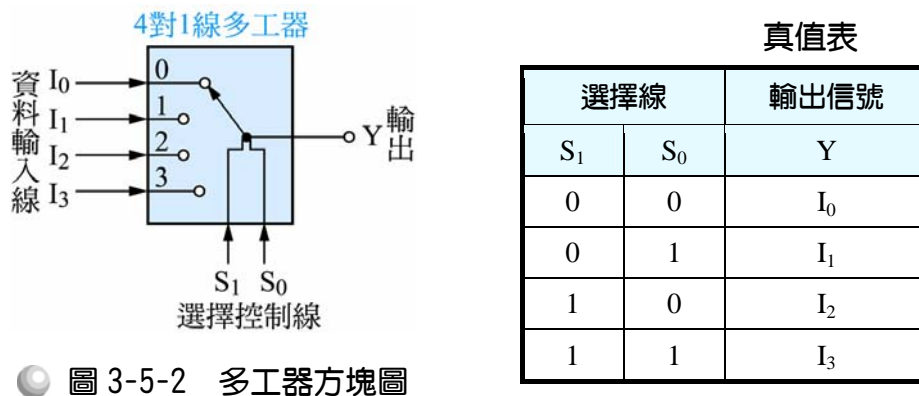 4對1線多工器
資料輸入線
I0
I1
I2
I3
0
1
2
3
Y
輸出
S1 S0
選擇控制線
圖 3-5-2 多工器方塊圖
真值表
選擇線 輸出信號
S1 S0 Y
0 0 I0
0 1 I1
1 0 I2
1 1 I3